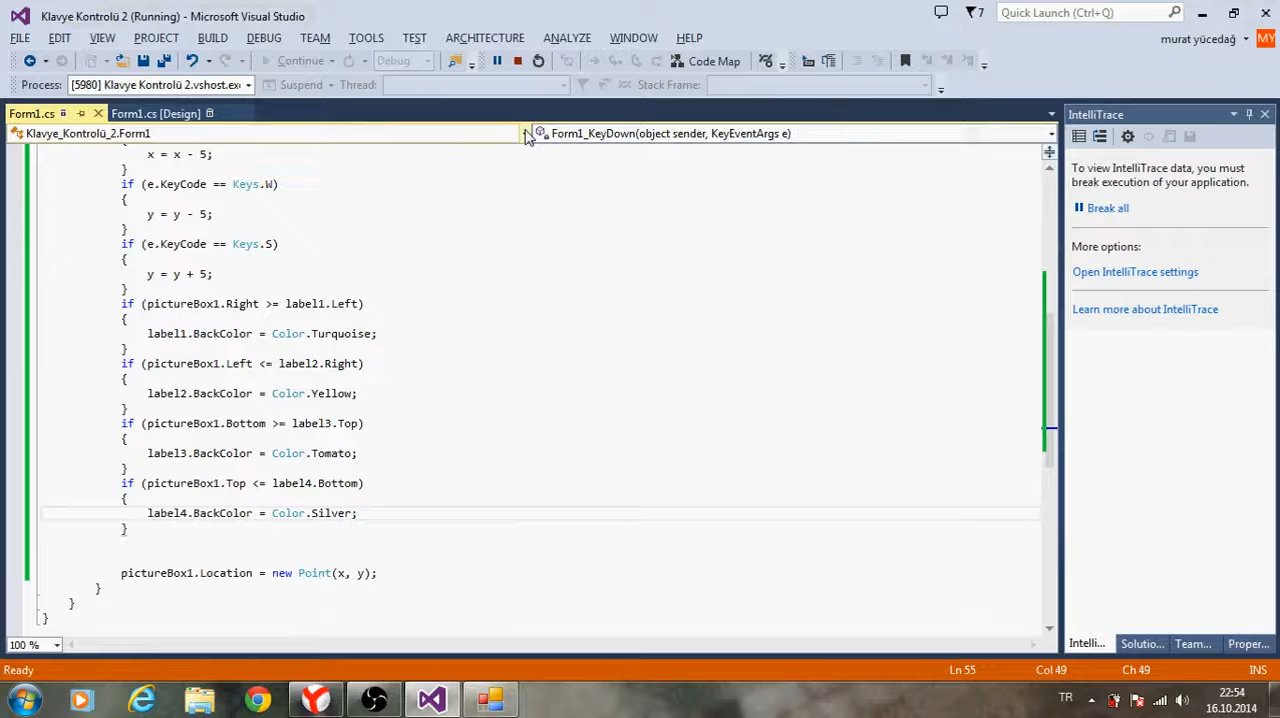 Klavye Kontrolü 2 (Running) - Microsoft Visual Studio
7
Quick Launch (Ctrl+Q)
FILE EDIT VIEW PROJECT BUILD DEBUG TEAM TOOLS TEST ARCHITECTURE ANALYZE WINDOW HELP
murat yücedağ MY
Continue Debug Code Map
Process: [5980] Klavye Kontrolü 2.vshost.exe Suspend Thread: Stack Frame:
Form1.cs Form1.cs [Design]
Klavye_Kontrolü_2.Form1 Form1_KeyDown(object sender, KeyEventArgs e)
x = x - 5;
}
if (e.KeyCode == Keys.W)
{
y = y - 5;
}
if (e.KeyCode == Keys.S)
{
y = y + 5;
}
if (pictureBox1.Right >= label1.Left)
{
label1.BackColor = Color.Turquoise;
}
if (pictureBox1.Left <= label2.Right)
{
label2.BackColor = Color.Yellow;
}
if (pictureBox1.Bottom >= label3.Top)
{
label3.BackColor = Color.Tomato;
}
if (pictureBox1.Top <= label4.Bottom)
{
label4.BackColor = Color.Silver;
}
pictureBox1.Location = new Point(x, y);
}
}
}
100 %
IntelliTrace
To view IntelliTrace data, you must
break execution of your application.
Break all
More options:
Open IntelliTrace settings
Learn more about IntelliTrace
Intelli... Solutio... Team... Proper...
Ready Ln 55 Col 49 Ch 49 INS
TR
22:54
16.10.2014